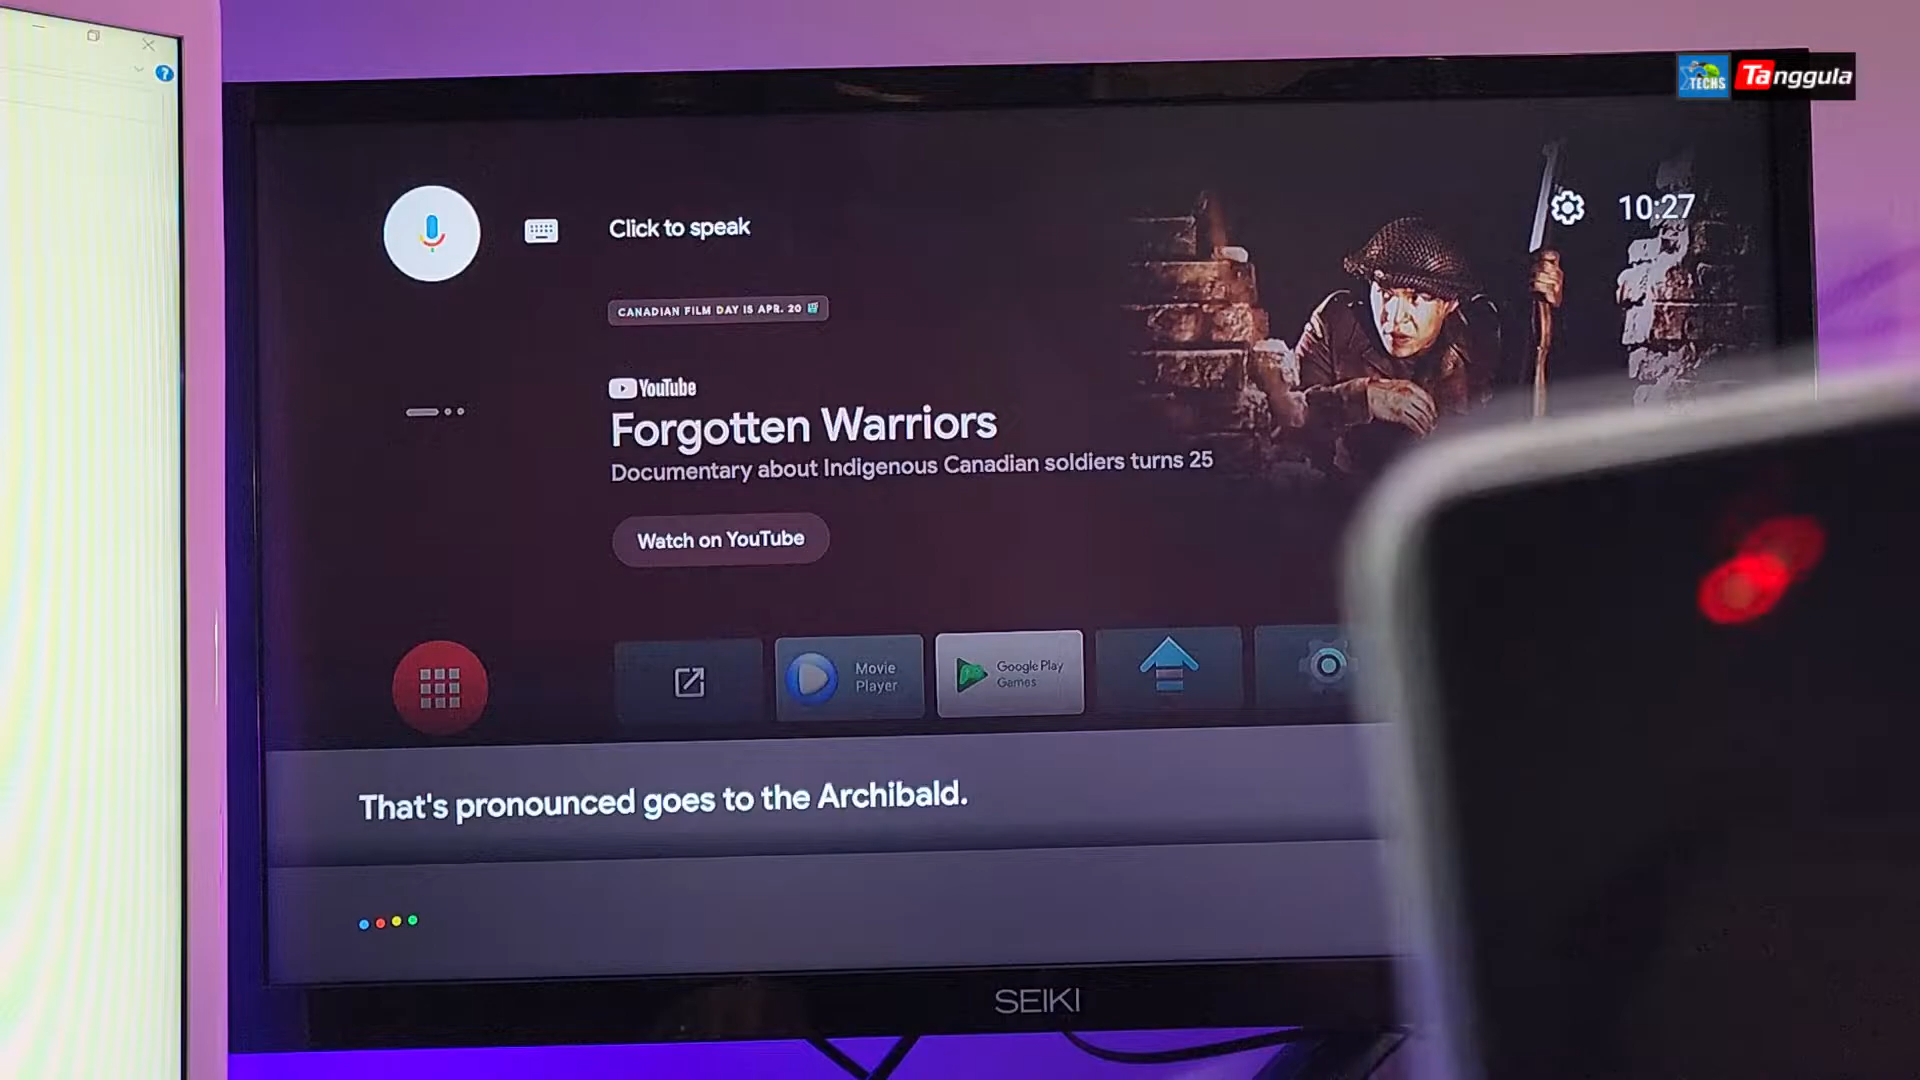 ?
TECHS Tanggula
Click to speak
10:27
CANADIAN FILM DAY IS APR. 20
YouTube
Forgotten Warriors
Documentary about Indigenous Canadian soldiers turns 25
Watch on YouTube
Movie
Player
Google Play
Games
That's pronounced goes to the Archibald.
SEIKI